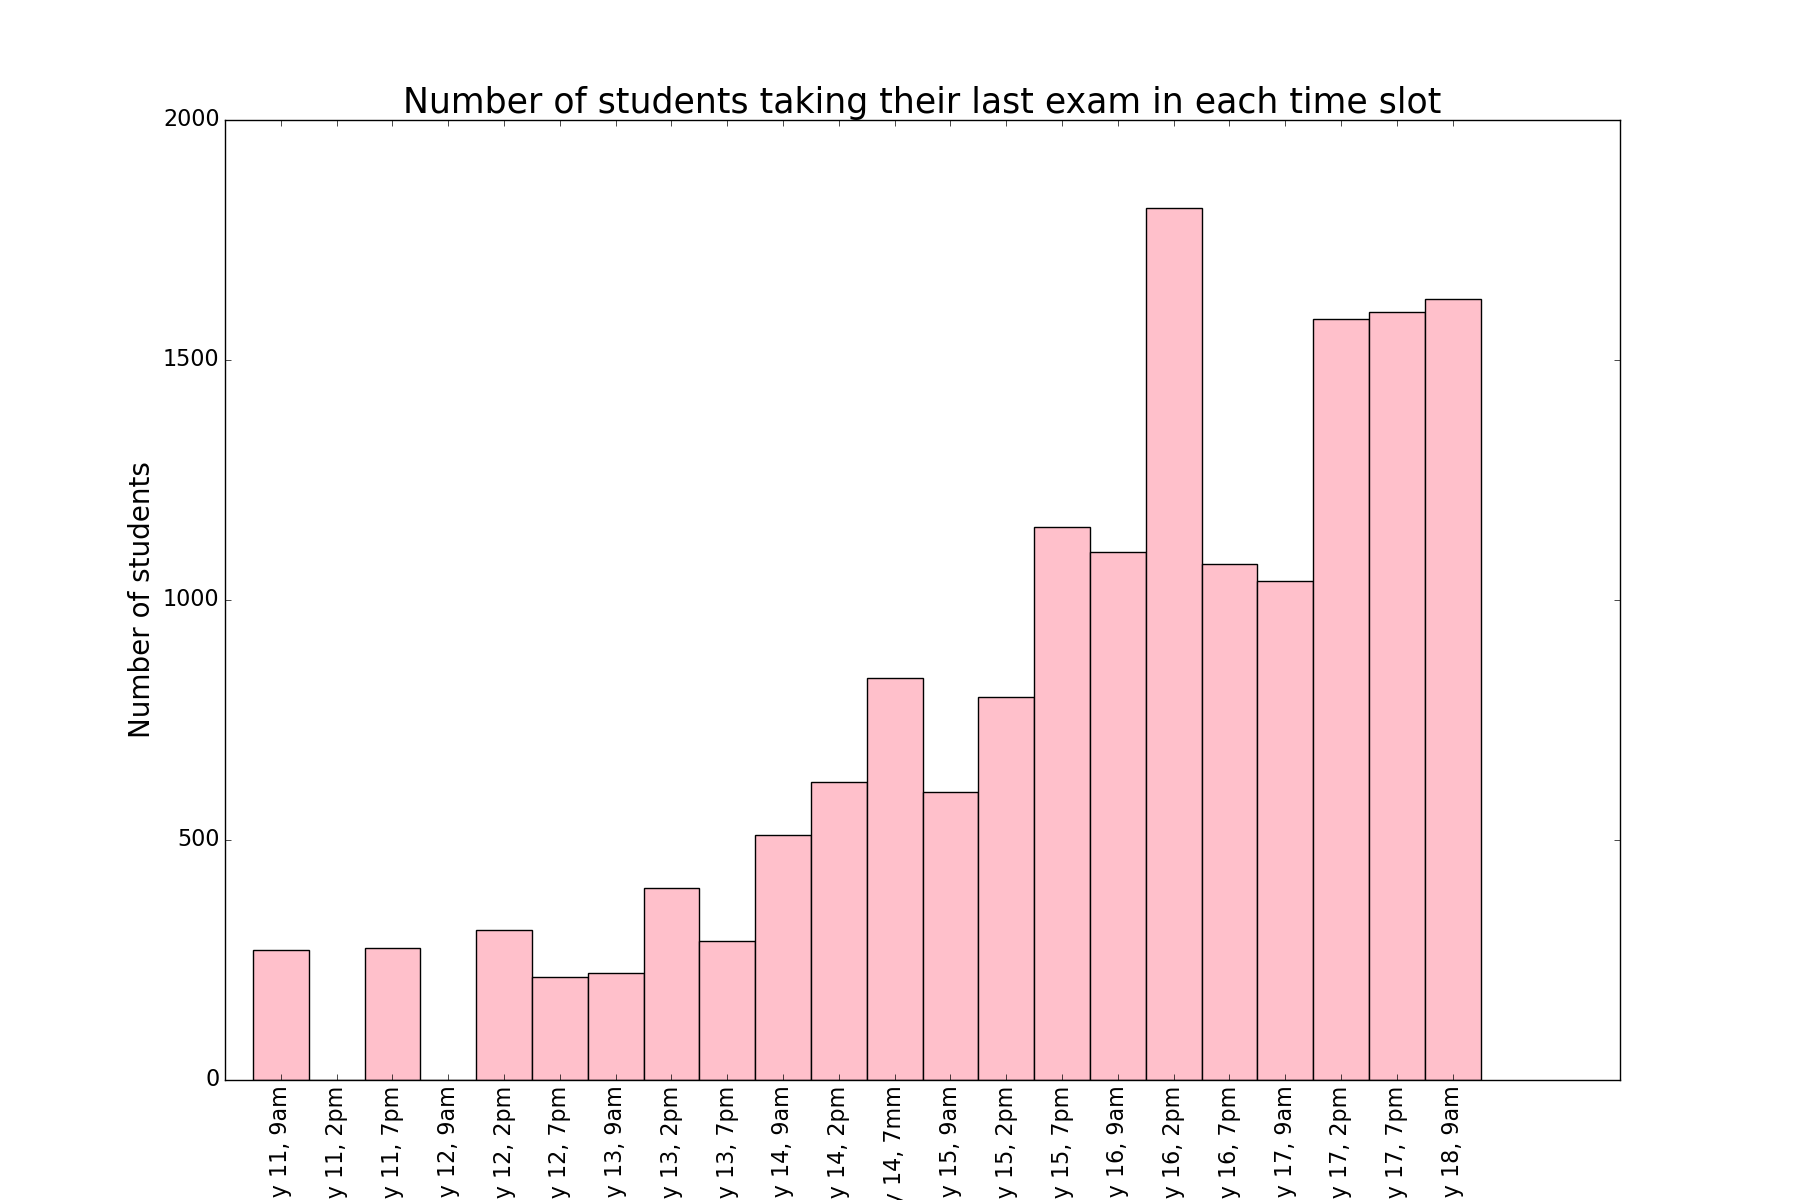 Number of students taking their last exam in each time slot
Number of students
2000
1500
1000
500
0
y 11, 9am
y 11, 2pm
y 11, 7pm
y 12, 9am
y 12, 2pm
y 12, 7pm
y 13, 9am
y 13, 2pm
y 13, 7pm
y 14, 9am
y 14, 2pm
y 14, 7mm
y 15, 9am
y 15, 2pm
y 15, 7pm
y 16, 9am
y 16, 2pm
y 16, 7pm
y 17, 9am
y 17, 2pm
y 17, 7pm
y 18, 9am